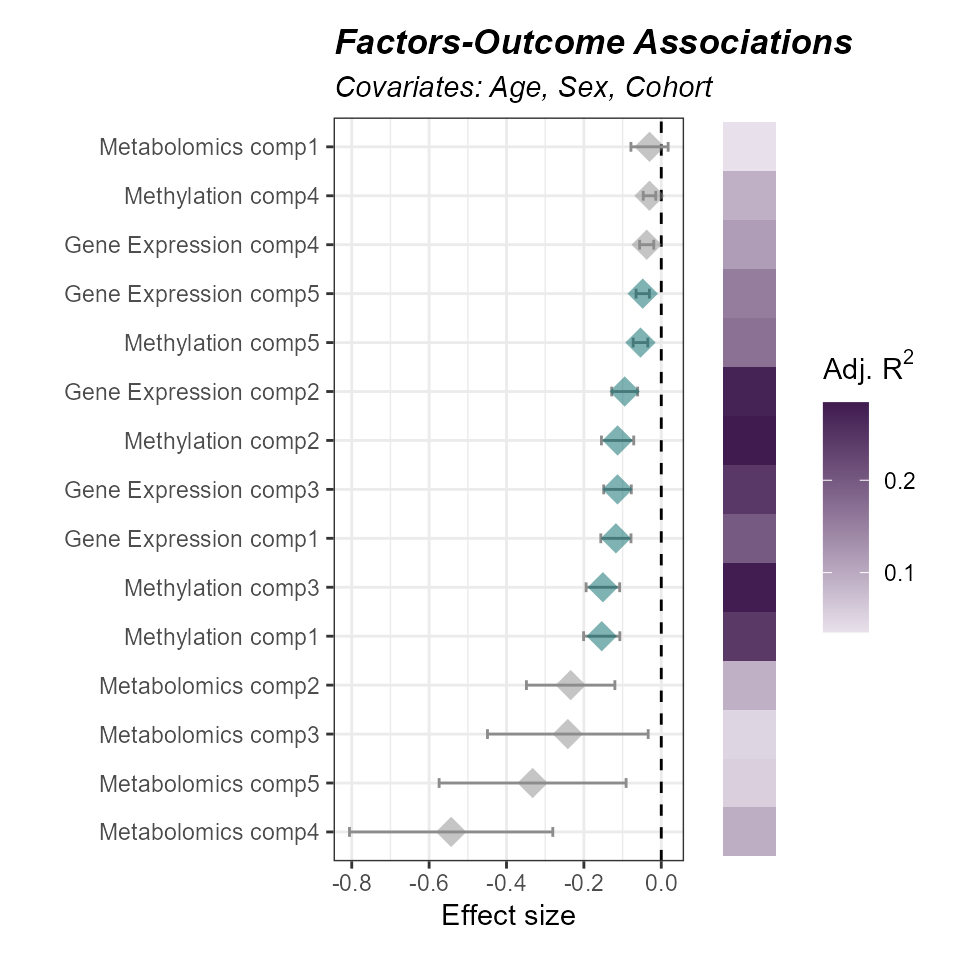 Factors-Outcome Associations
Covariates: Age, Sex, Cohort
Metabolomics comp1
Methylation comp4
Gene Expression comp4
Gene Expression comp5
Methylation comp5
Gene Expression comp2
Methylation comp2
Gene Expression comp3
Gene Expression comp1
Methylation comp3
Methylation comp1
Metabolomics comp2
Metabolomics comp3
Metabolomics comp5
Metabolomics comp4
-0.8 -0.6 -0.4 -0.2 0.0
Effect size
Adj. R²
0.2
0.1